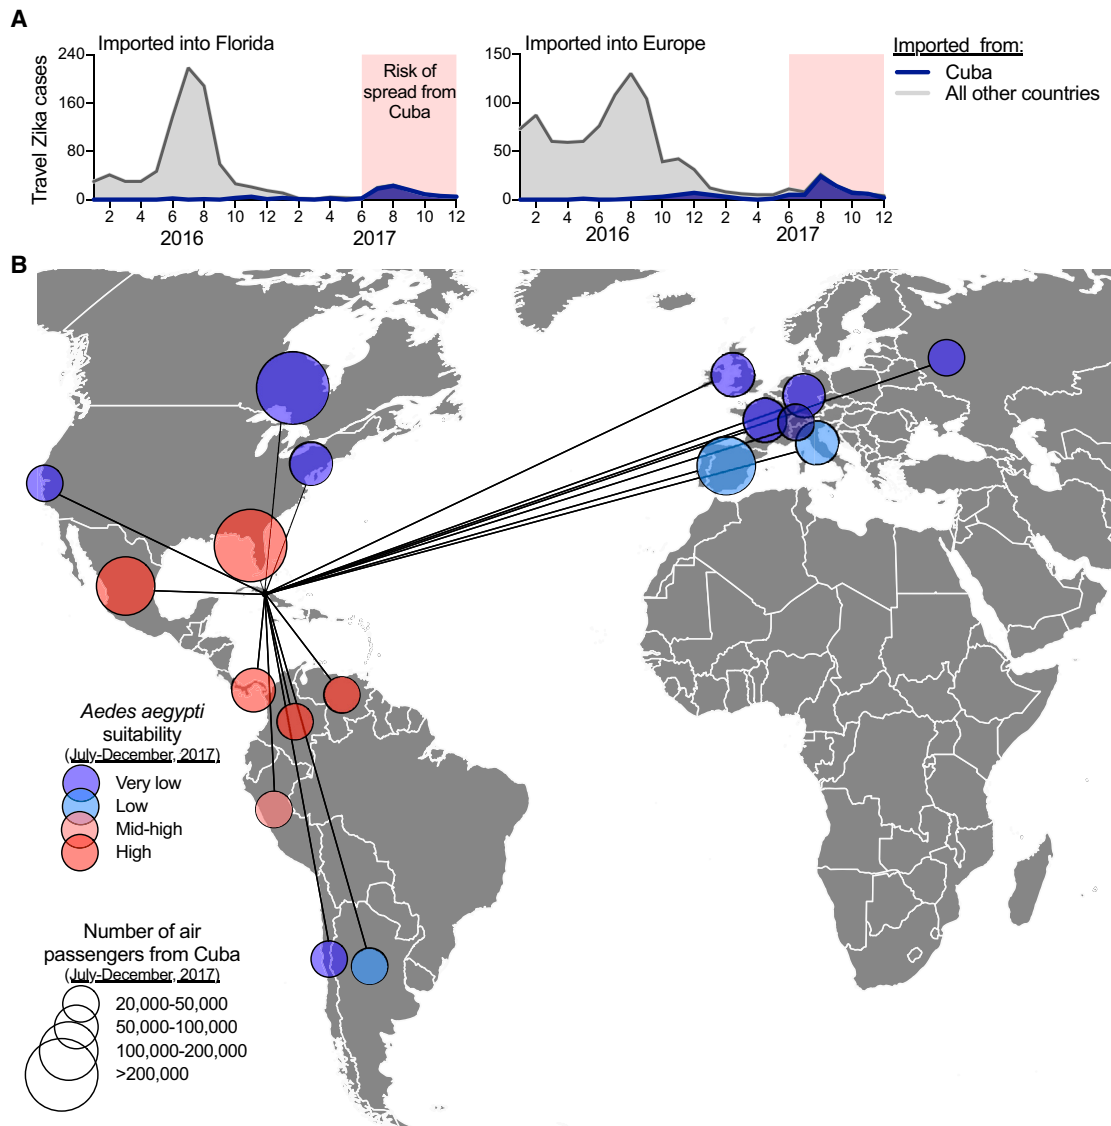 A
Imported into Florida
Travel Zika cases
240
160
80
0
Risk of
spread from
Cuba
2 4 6 8 10 12 2 4 6 8 10 12
2016 2017
Imported into Europe
150
100
50
0
2 4 6 8 10 12 2 4 6 8 10 12
2016 2017
Imported from:
Cuba
All other countries
B
Aedes aegypti
suitability
(July-December, 2017)
Very low
Low
Mid-high
High
Number of air
passengers from Cuba
(July-December, 2017)
20,000-50,000
50,000-100,000
100,000-200,000
>200,000